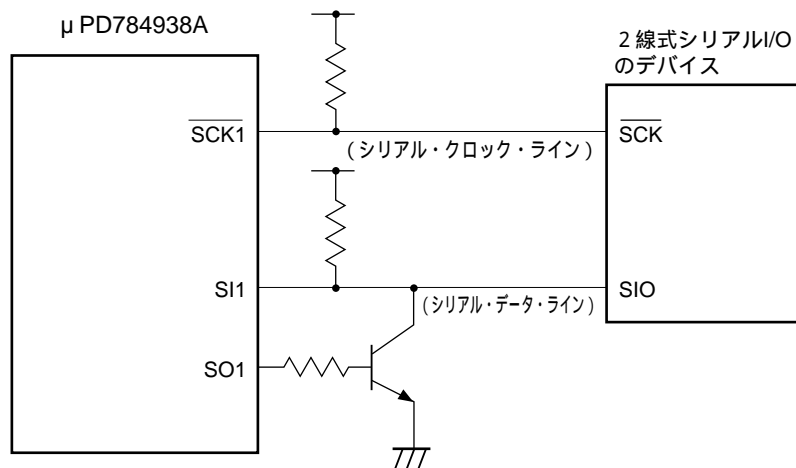 μPD784938A
2線式シリアルI/O
のデバイス
SCK1
(シリアル・クロック・ライン)
SCK
SI1
(シリアル・データ・ライン)
SIO
SO1